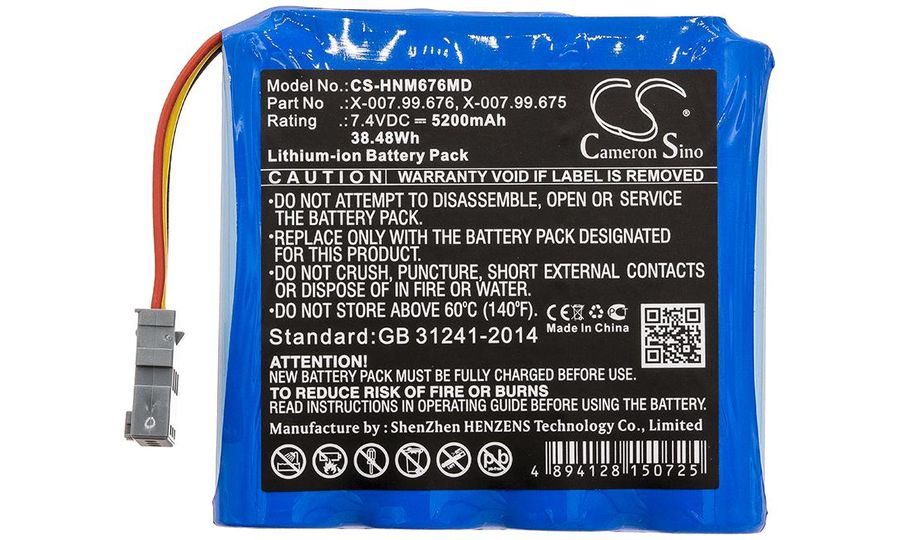 Model No.:CS-HNM676MD
Part No :X-007.99.676, X-007.99.675
Rating :7.4VDC ⎓ 5200mAh
38.48Wh
Lithium-ion Battery Pack
CS
Cameron Sino
CAUTION WARRANTY VOID IF LABEL IS REMOVED
•DO NOT ATTEMPT TO DISASSEMBLE, OPEN OR SERVICE
THE BATTERY PACK.
•REPLACE ONLY WITH THE BATTERY PACK DESIGNATED
FOR THIS PRODUCT.
•DO NOT CRUSH, PUNCTURE, SHORT EXTERNAL CONTACTS
OR DISPOSE OF IN FIRE OR WATER.
•DO NOT STORE ABOVE 60ºC (140ºF).
CE
Made In China
Standard:GB 31241-2014
ATTENTION!
NEW BATTERY PACK MUST BE FULLY CHARGED BEFORE USE.
TO REDUCE RISK OF FIRE OR BURNS
READ INSTRUCTIONS IN OPERATING GUIDE BEFORE USING THE BATTERY.
Manufacture by : ShenZhen HENZENS Technology Co., Limited
pb
4 894128 150725